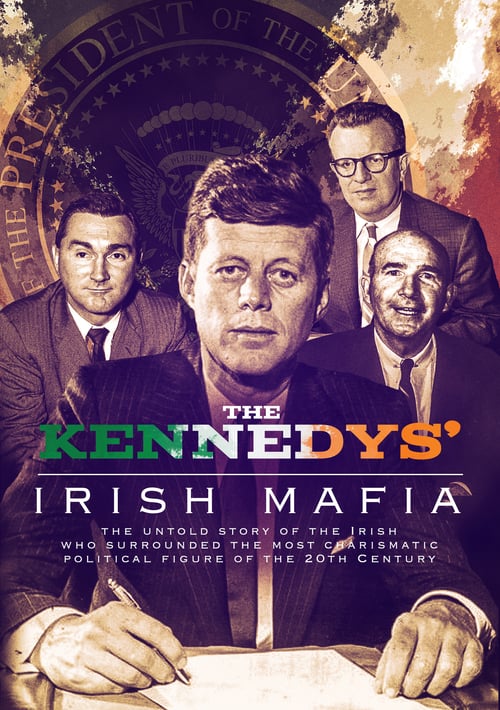 THE PRESIDENT OF THE U
PLURIBUS
THE
KENNEDYS'
IRISH MAFIA
THE UNTOLD STORY OF THE IRISH
WHO SURROUNDED THE MOST CHARISMATIC
POLITICAL FIGURE OF THE 20TH CENTURY